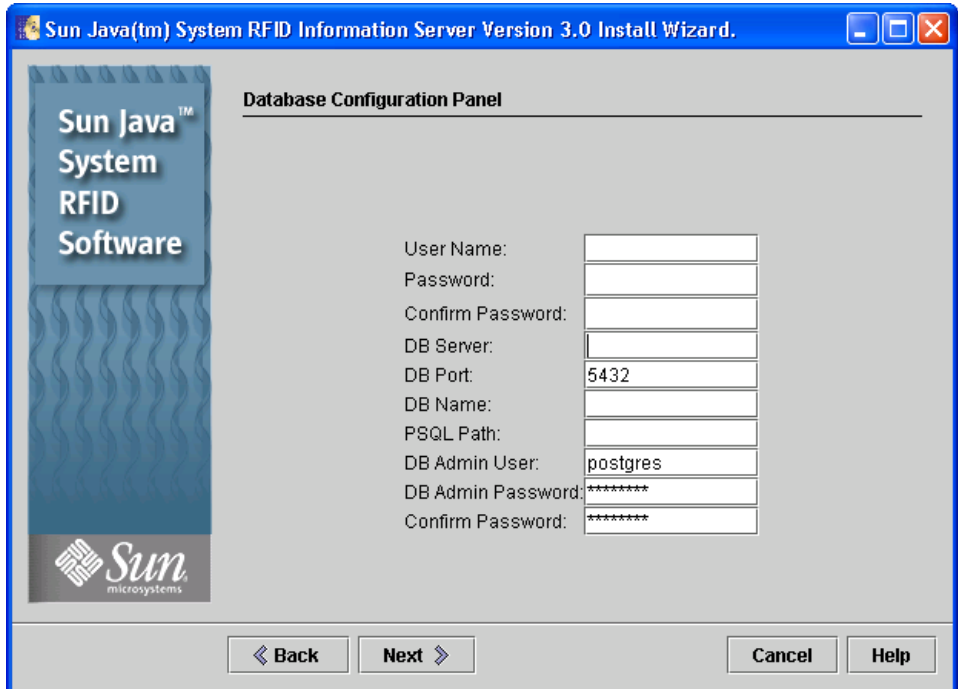 Sun Java(tm) System RFID Information Server Version 3.0 Install Wizard.
Sun Java™
System
RFID
Software
Database Configuration Panel
User Name:
Password:
Confirm Password:
DB Server:
DB Port: 5432
DB Name:
PSQL Path:
DB Admin User: postgres
DB Admin Password: ********
Confirm Password: ********
Sun
microsystems
Back Next Cancel Help